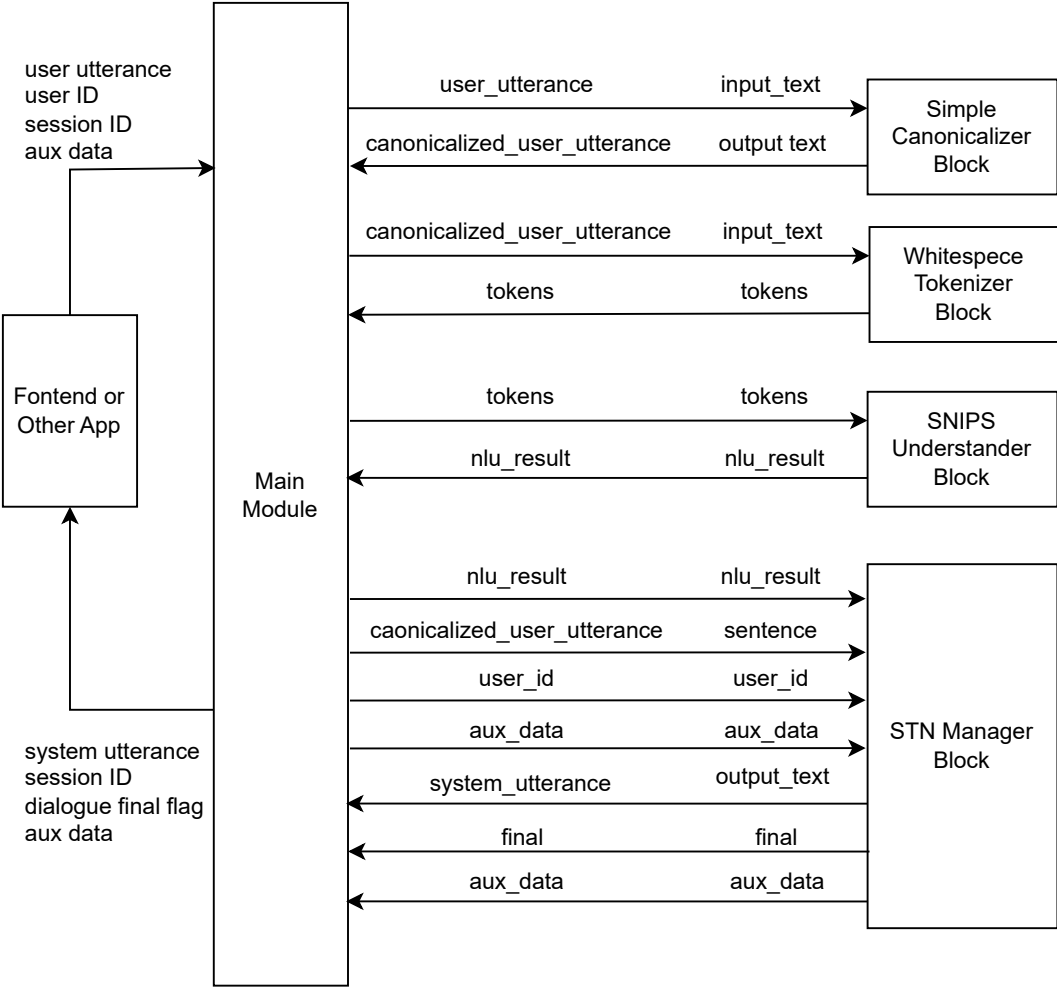 user utterance
user ID
session ID
aux data
Fontend or
Other App
system utterance
session ID
dialogue final flag
aux data
Main
Module
user_utterance input_text
canonicalized_user_utterance output text
Simple
Canonicalizer
Block
canonicalized_user_utterance input_text
tokens tokens
Whitespece
Tokenizer
Block
tokens tokens
nlu_result nlu_result
SNIPS
Understander
Block
nlu_result nlu_result
caonicalized_user_utterance sentence
user_id user_id
aux_data aux_data
system_utterance output_text
final final
aux_data aux_data
STN Manager
Block